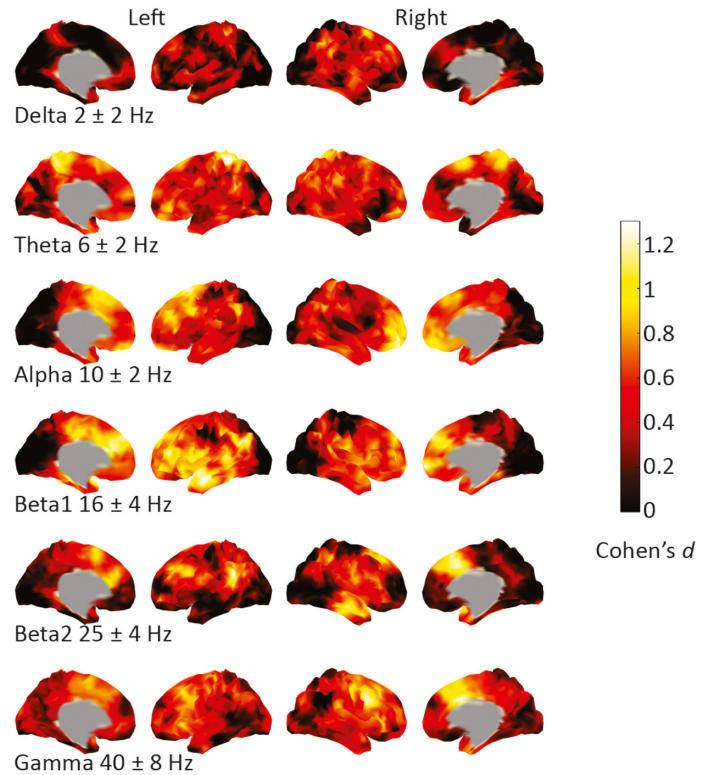 Left
Right
Delta 2 ± 2 Hz
Theta 6 ± 2 Hz
Alpha 10 ± 2 Hz
Beta1 16 ± 4 Hz
Beta2 25 ± 4 Hz
Gamma 40 ± 8 Hz
1.2
1
0.8
0.6
0.4
0.2
0
Cohen's d